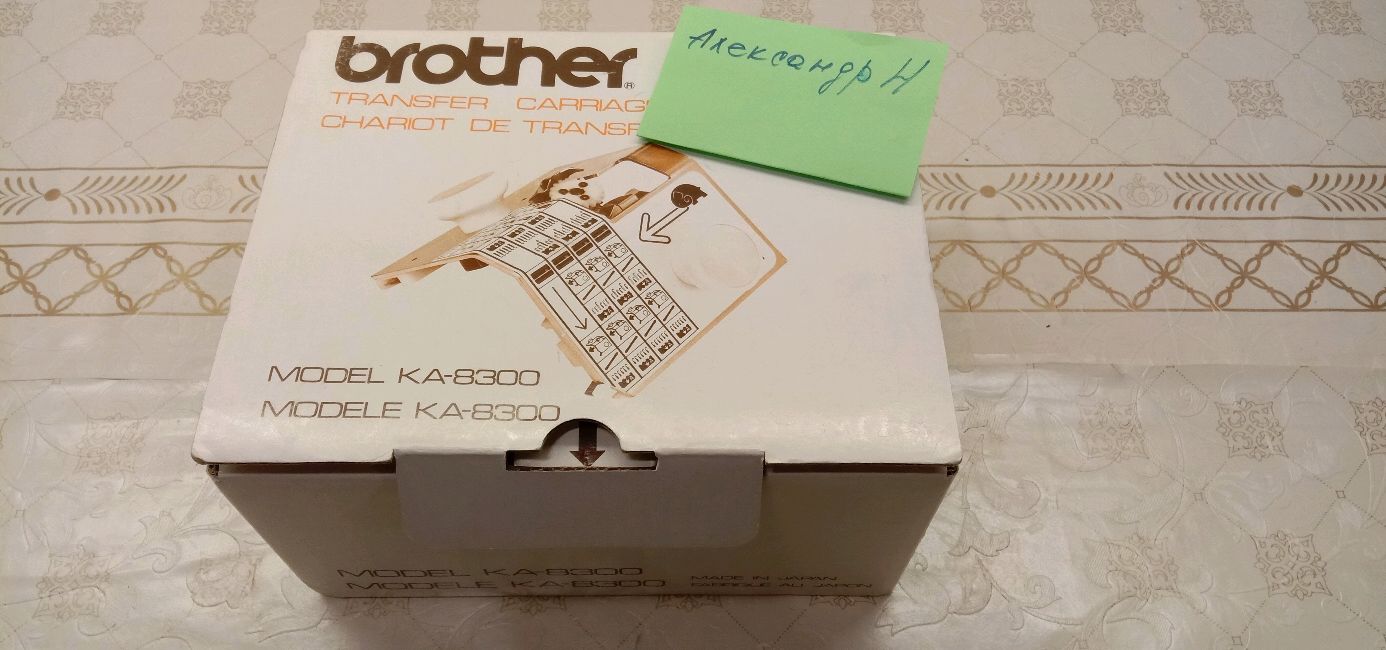 brother®
TRANSFER CARRIAG
CHARIOT DE TRANSF
Александр Н
MODEL KA-8300
MODELE KA-8300
MODEL KA-8300
MODELE KA-8300
MADE IN JAPAN
FABRIQUE AU JAPON